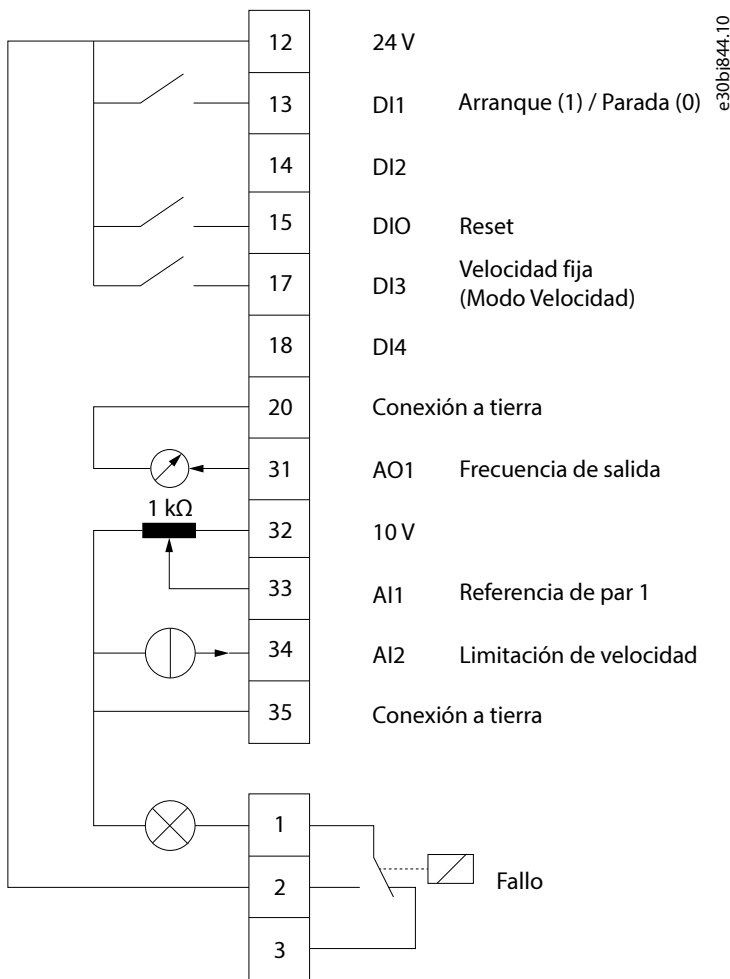 e30bi844.10
12 24 V
13 DI1 Arranque (1) / Parada (0)
14 DI2
15 DIO Reset
17 DI3 Velocidad fija
(Modo Velocidad)
18 DI4
20 Conexión a tierra
31 AO1 Frecuencia de salida
1 kΩ
32 10 V
33 AI1 Referencia de par 1
34 AI2 Limitación de velocidad
35 Conexión a tierra
1
2 Fallo
3